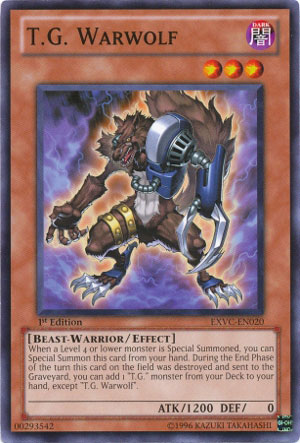 T.G. Warwolf
DARK
闇
1st Edition
EXVC-EN020
[Beast-Warrior/Effect]
When a Level 4 or lower monster is Special Summoned, you can
Special Summon this card from your hand. During the End Phase
of the turn this card on the field was destroyed and sent to the
Graveyard, you can add 1 "T.G." monster from your Deck to your
hand, except "T.G. Warwolf".
ATK/1200 DEF/ 0
00293542
©1996 KAZUKI TAKAHASHI